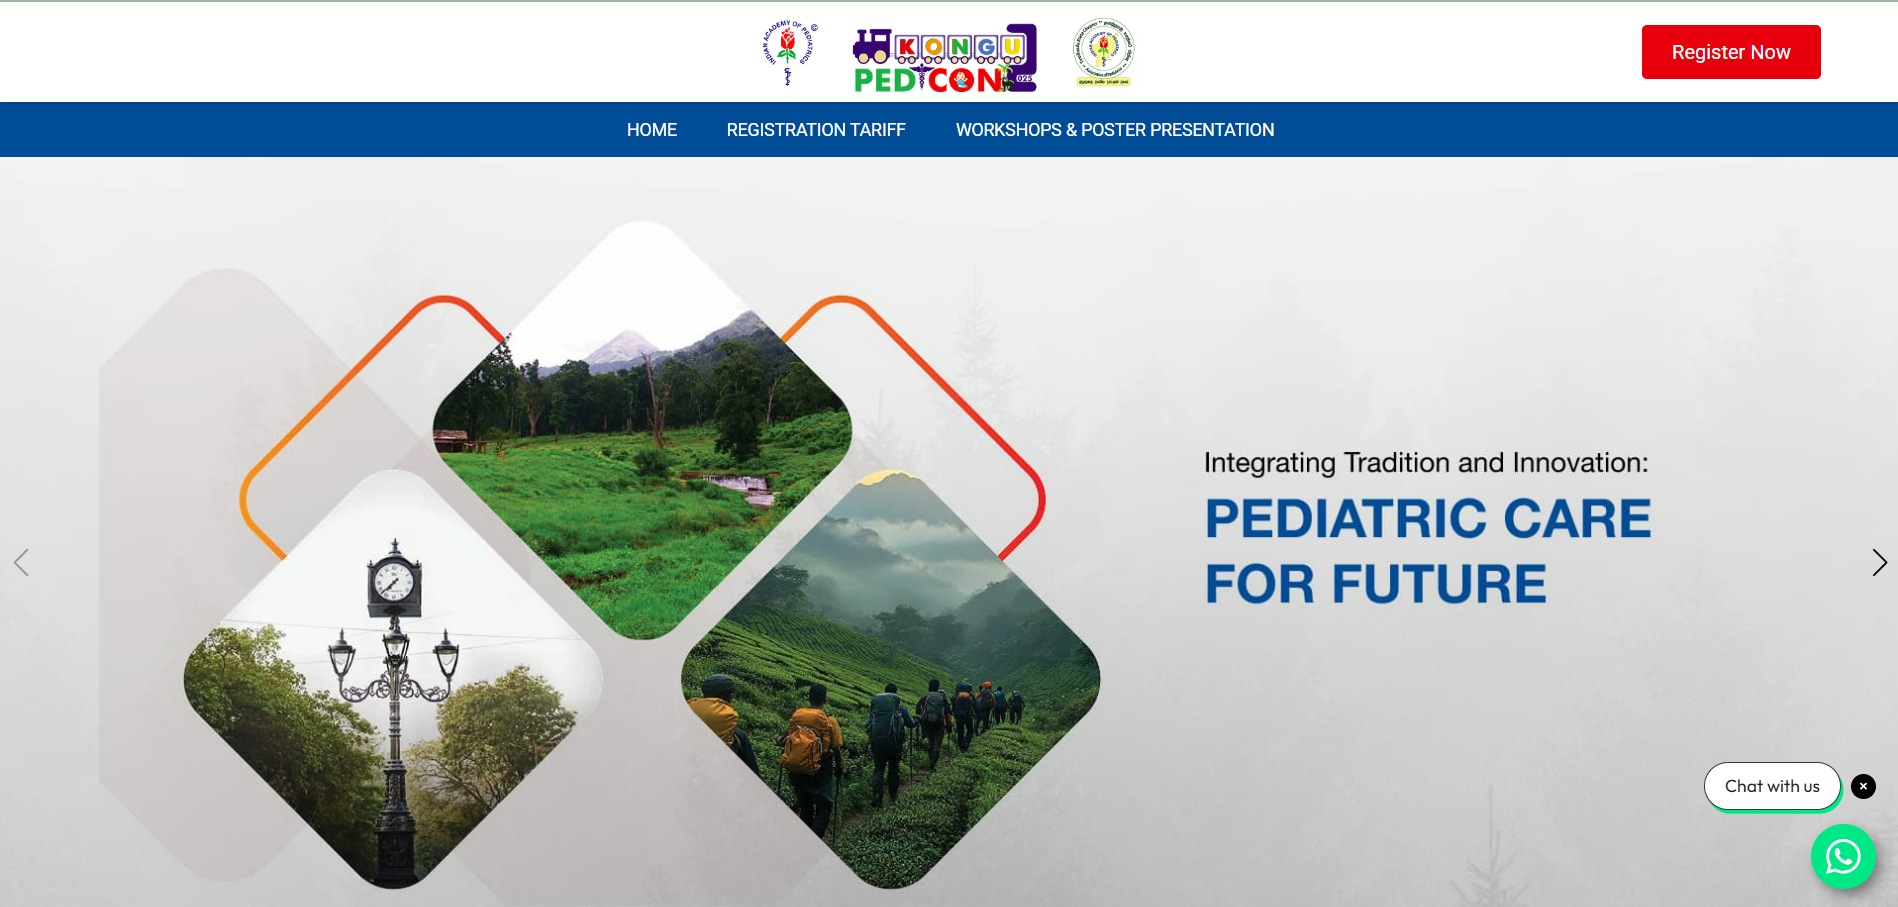 INDIAN ACADEMY OF PEDIATRICS
KONGU
PEDICON
025
Register Now
HOME
REGISTRATION TARIFF
WORKSHOPS & POSTER PRESENTATION
Integrating Tradition and Innovation:
PEDIATRIC CARE
FOR FUTURE
Chat with us